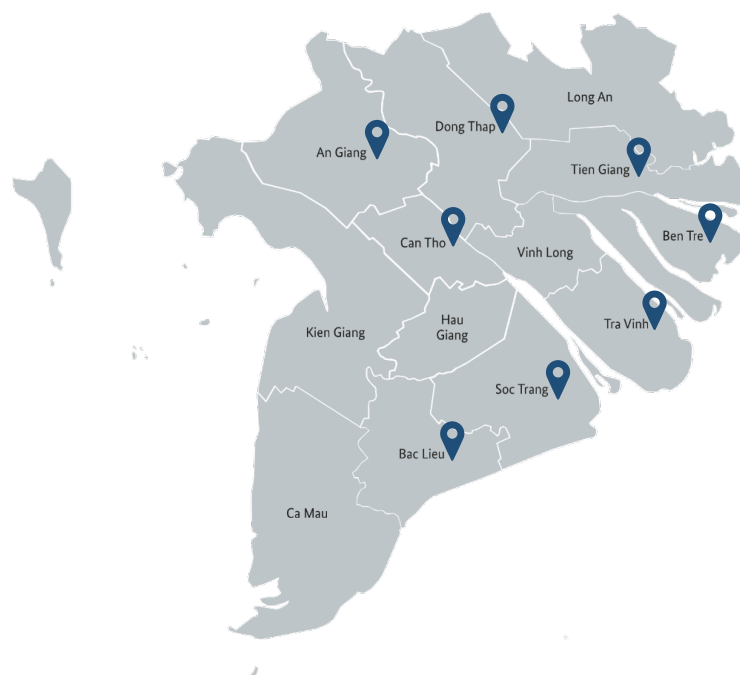 Long An
Dong Thap
An Giang
Tien Giang
Ben Tre
Can Tho
Vinh Long
Tra Vinh
Hau
Giang
Kien Giang
Soc Trang
Bac Lieu
Ca Mau